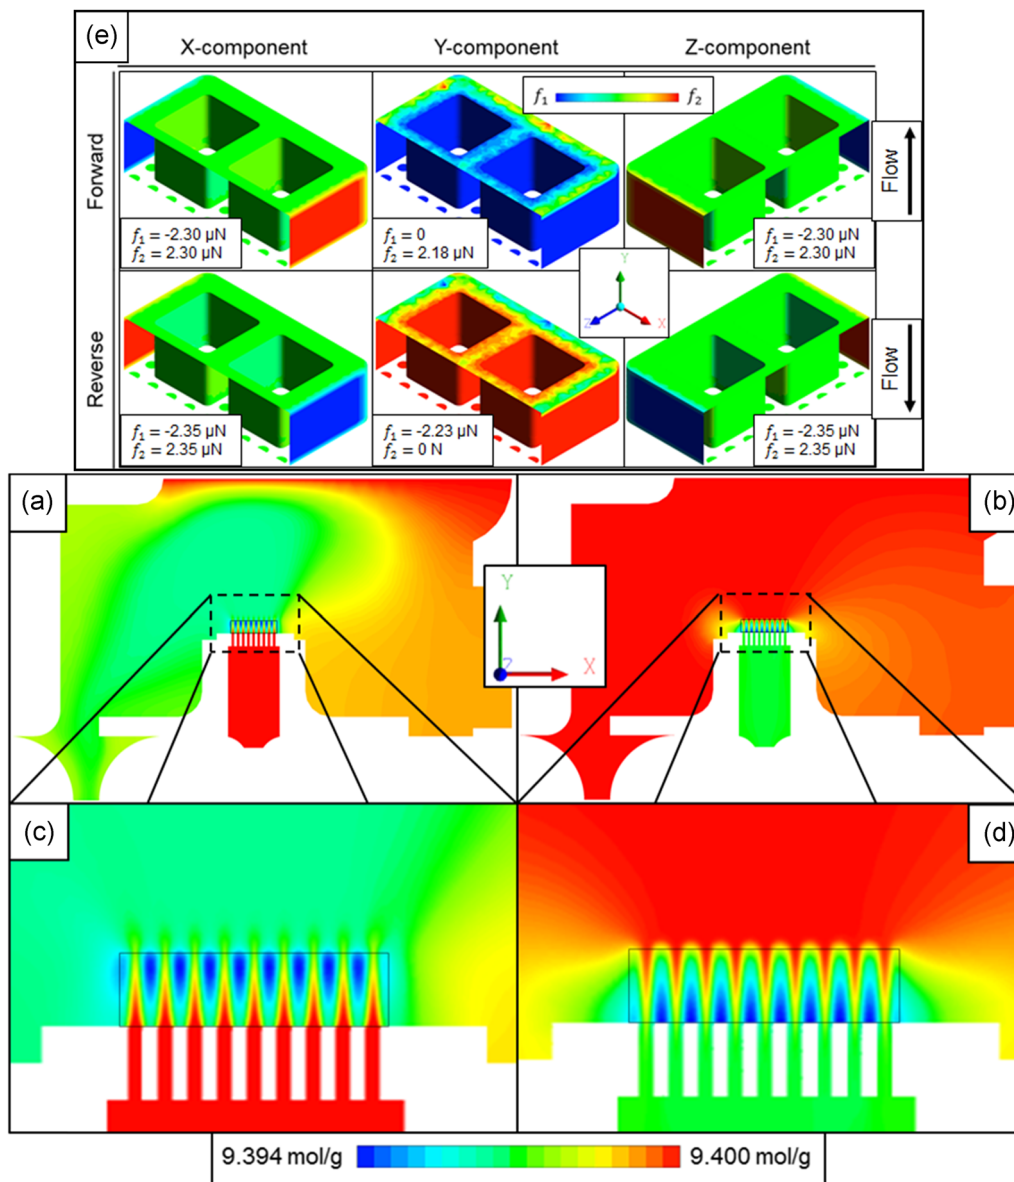 (e)
X-component
Y-component
Z-component
f₁
f₂
Forward
f₁ = -2.30 µN
f₂ = 2.30 µN
f₁ = 0
f₂ = 2.18 µN
f₁ = -2.30 µN
f₂ = 2.30 µN
Flow
Y
Z
X
Reverse
f₁ = -2.35 µN
f₂ = 2.35 µN
f₁ = -2.23 µN
f₂ = 0 N
f₁ = -2.35 µN
f₂ = 2.35 µN
Flow
(a)
(b)
Y
Z
X
(c)
(d)
9.394 mol/g
9.400 mol/g